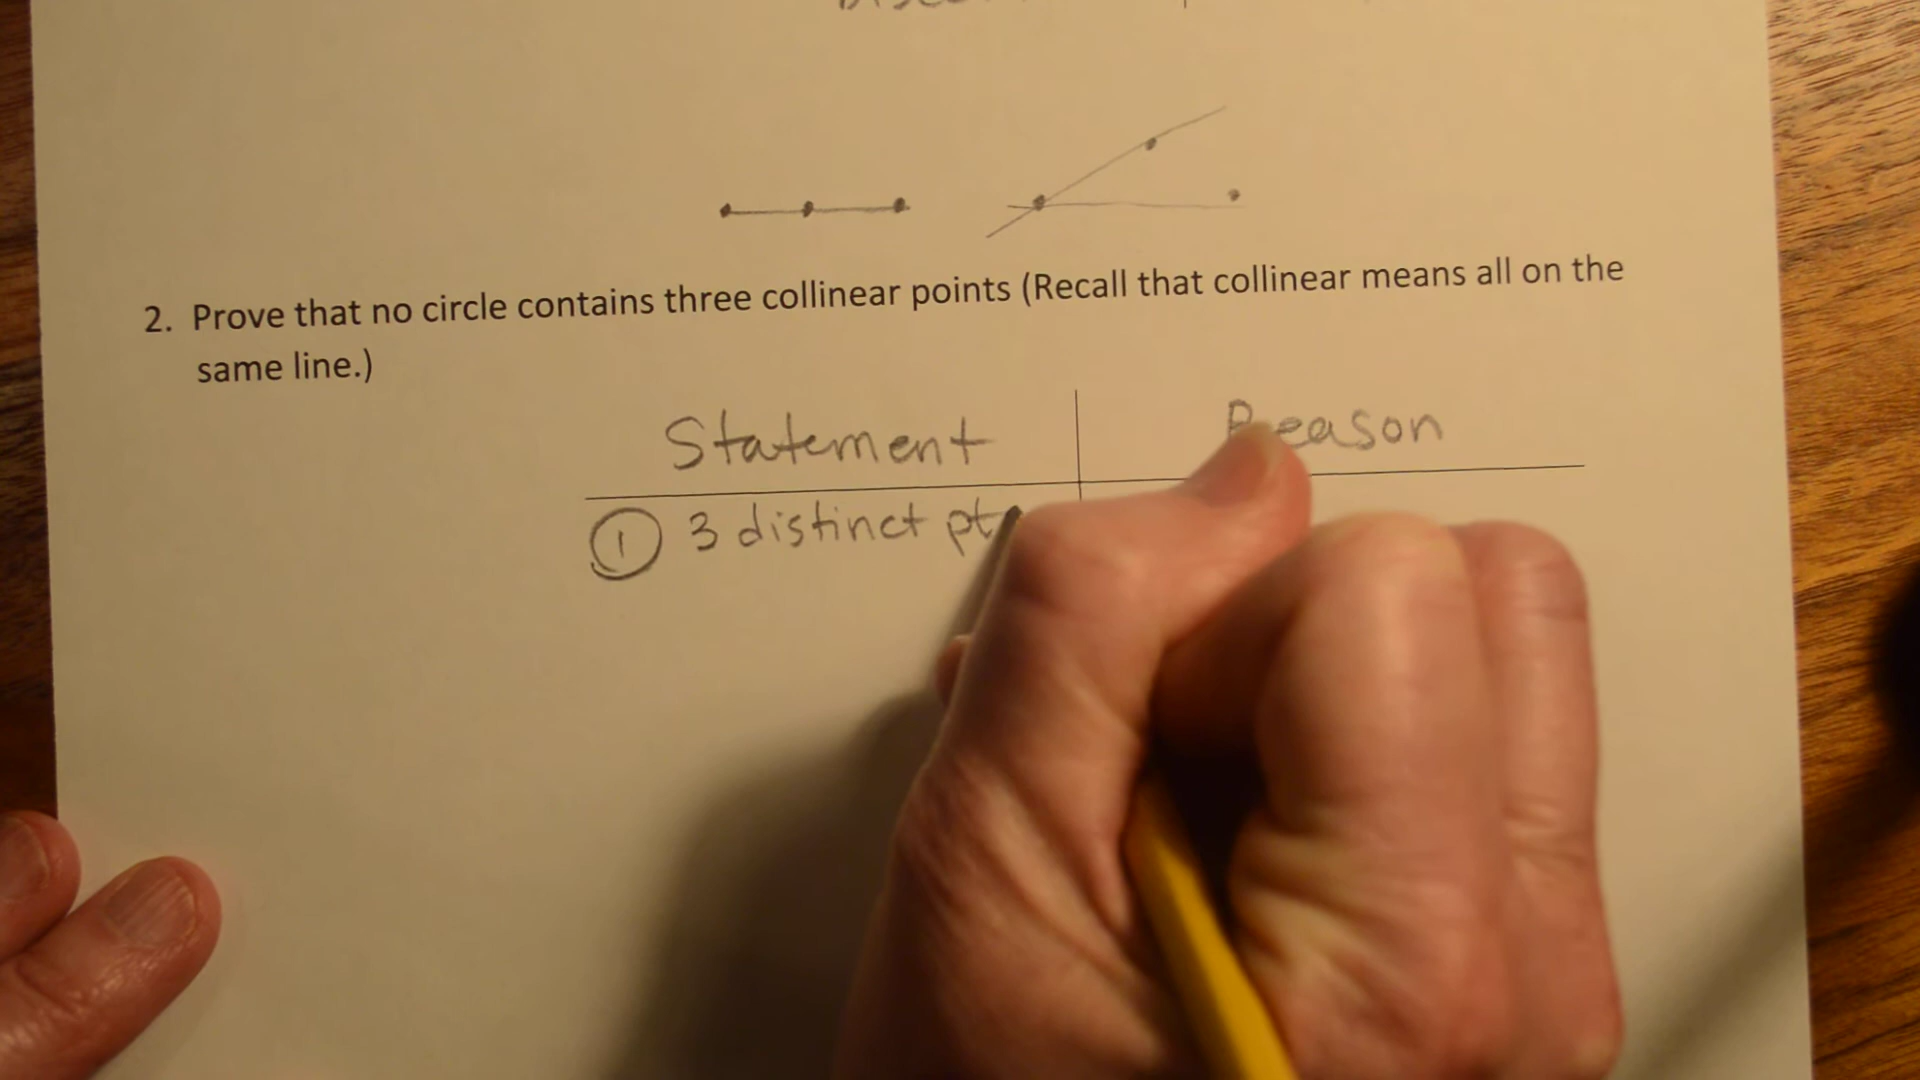 2. Prove that no circle contains three collinear points (Recall that collinear means all on the
same line.)
Statement Reason
① 3 distinct pt